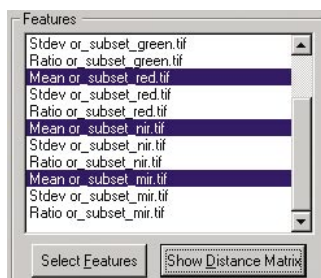 Features
Stdev or_subset_green.tif
Ratio or_subset_green.tif
Mean or_subset_red.tif
Stdev or_subset_red.tif
Ratio or_subset_red.tif
Mean or_subset_nir.tif
Stdev or_subset_nir.tif
Ratio or_subset_nir.tif
Mean or_subset_mir.tif
Stdev or_subset_mir.tif
Ratio or_subset_mir.tif
Select Features
Show Distance Matrix